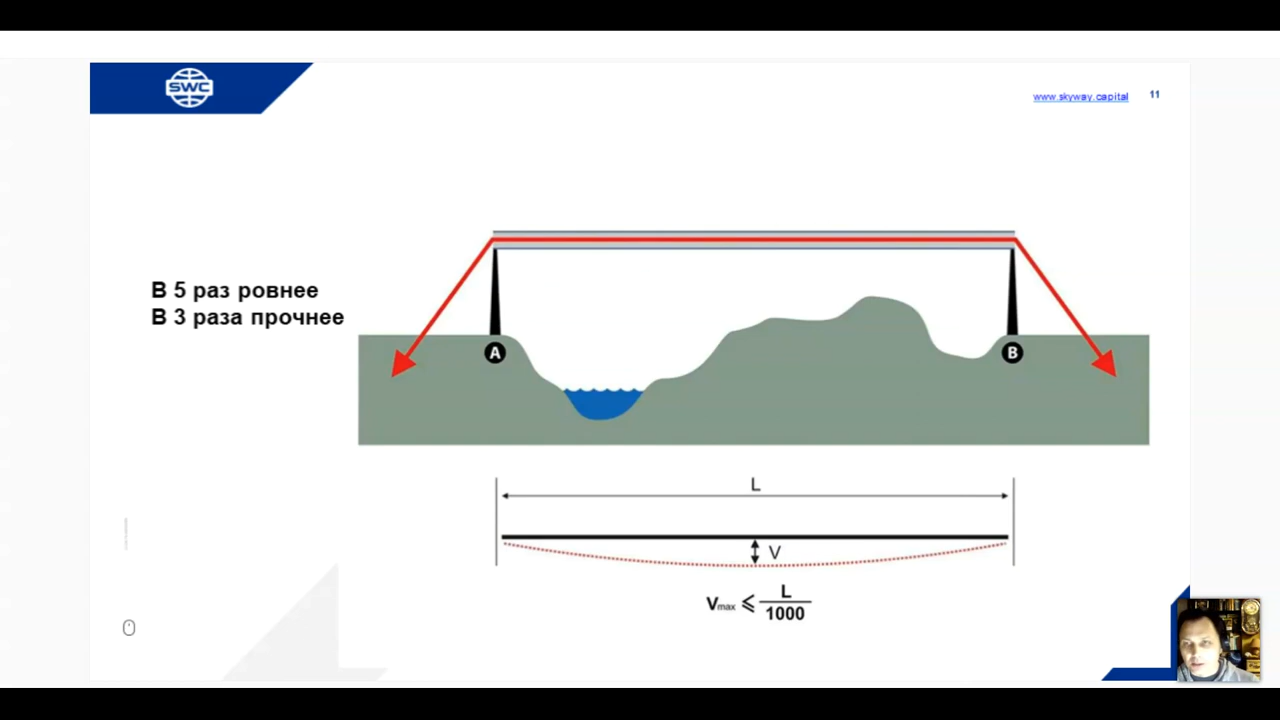 SWC
www.skyway.capital
11
В 5 раз ровнее
В 3 раза прочнее
A
B
L
V
Vmax ⩽ L
1000